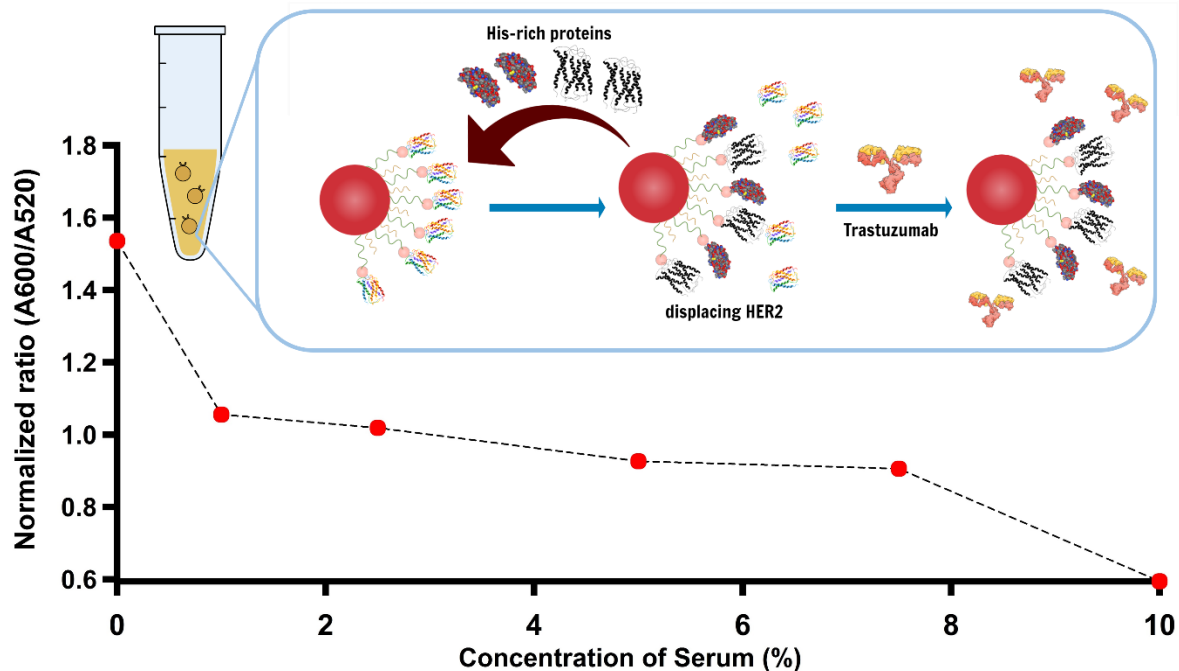 His-rich proteins
Trastuzumab
displacing HER2
Normalized ratio (A600/A520)
1.8
1.6
1.4
1.2
1.0
0.8
0.6
0 2 4 6 8 10
Concentration of Serum (%)